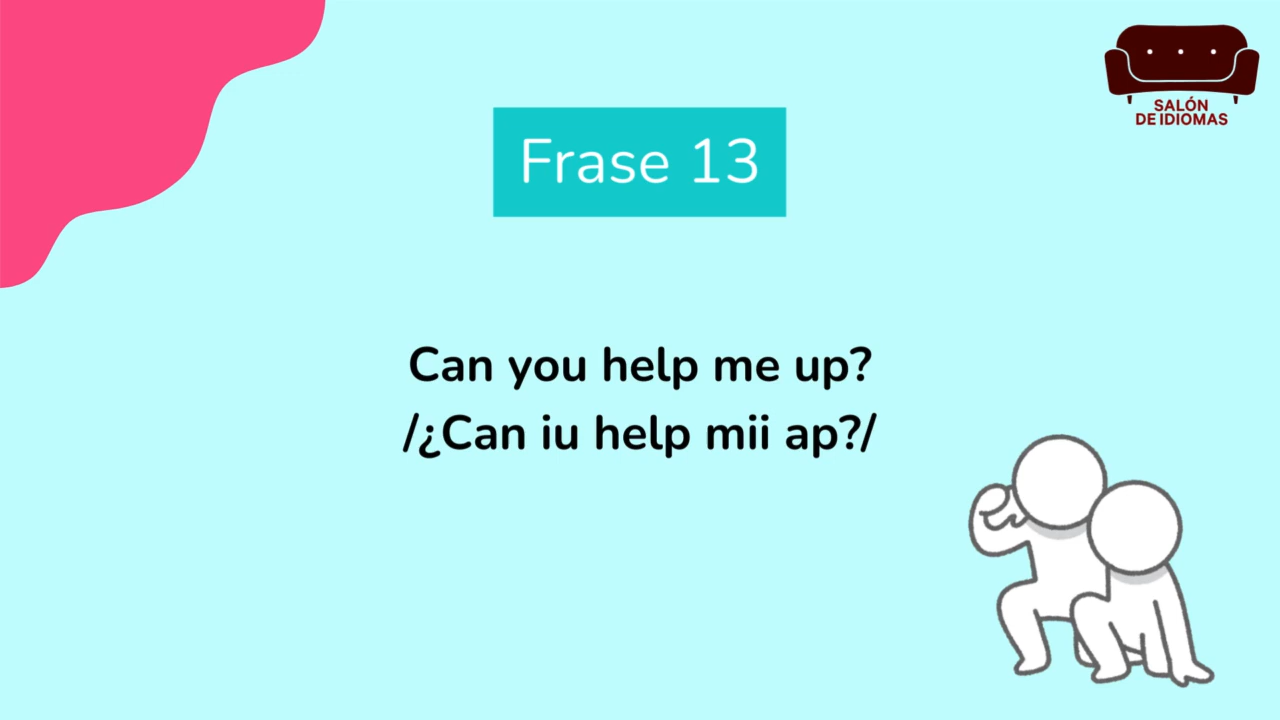 SALÓN
DE IDIOMAS
Frase 13
Can you help me up?
/¿Can iu help mii ap?/